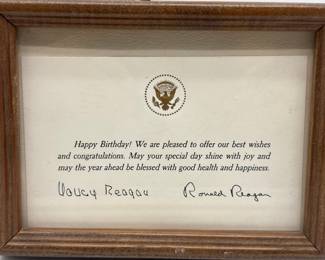 Happy Birthday! We are pleased to offer our best wishes
and congratulations. May your special day shine with joy and
may the year ahead be blessed with good health and happiness.
Nancy Reagan Ronald Reagan